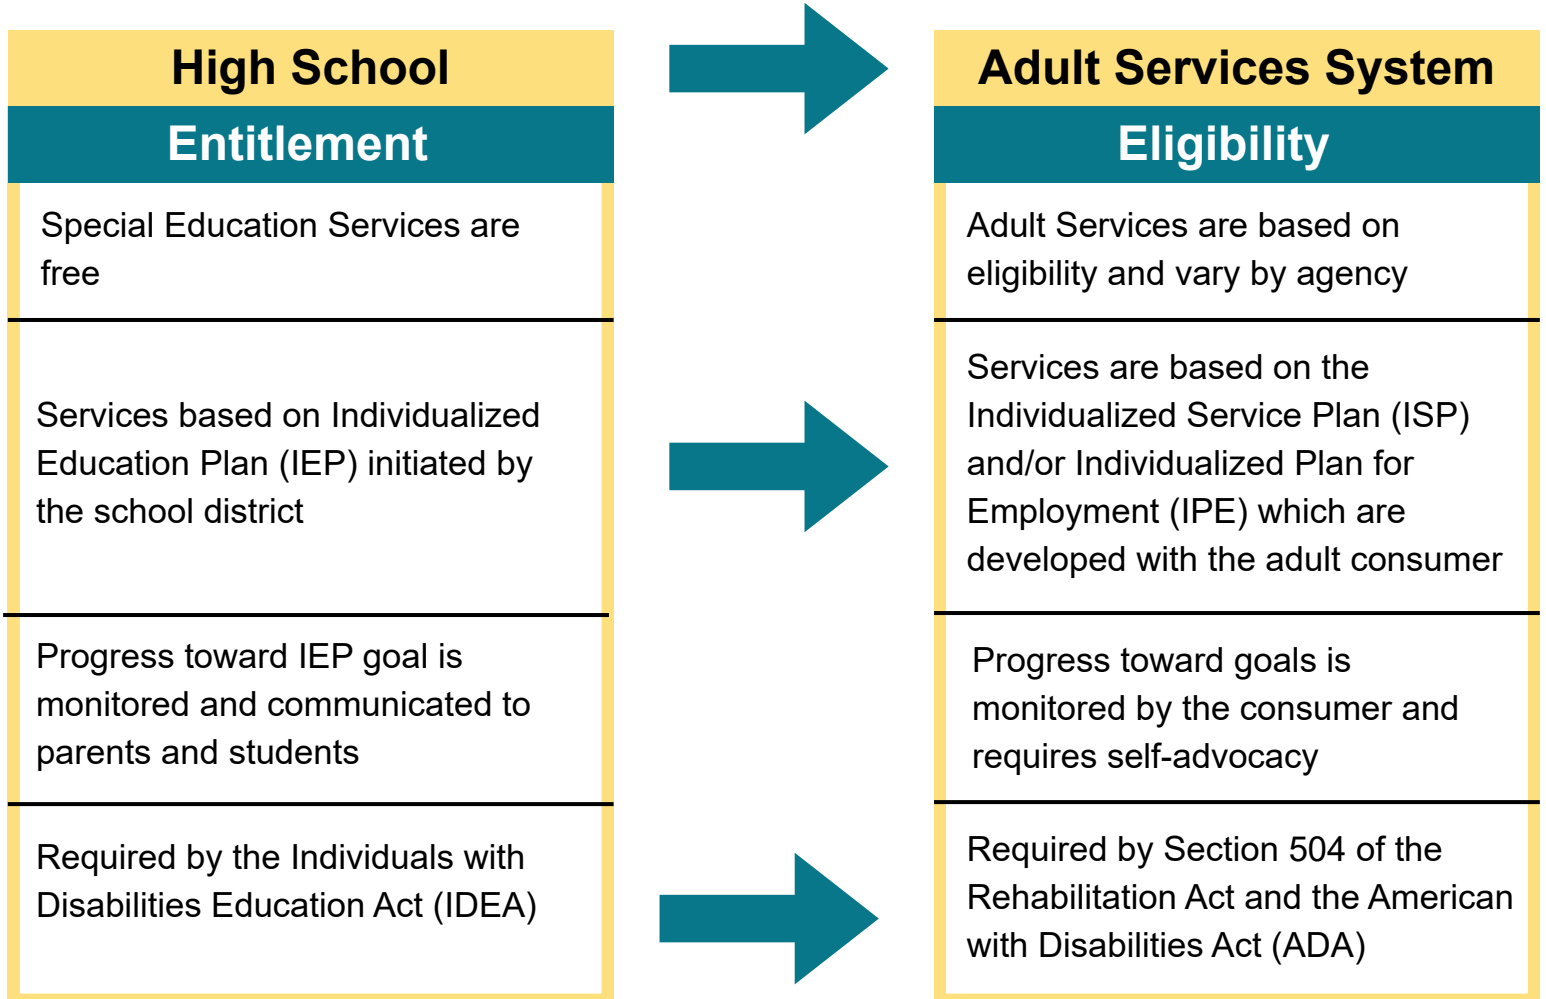 High School
Entitlement
Special Education Services are
free
Services based on Individualized
Education Plan (IEP) initiated by
the school district
Progress toward IEP goal is
monitored and communicated to
parents and students
Required by the Individuals with
Disabilities Education Act (IDEA)
Adult Services System
Eligibility
Adult Services are based on
eligibility and vary by agency
Services are based on the
Individualized Service Plan (ISP)
and/or Individualized Plan for
Employment (IPE) which are
developed with the adult consumer
Progress toward goals is
monitored by the consumer and
requires self-advocacy
Required by Section 504 of the
Rehabilitation Act and the American
with Disabilities Act (ADA)